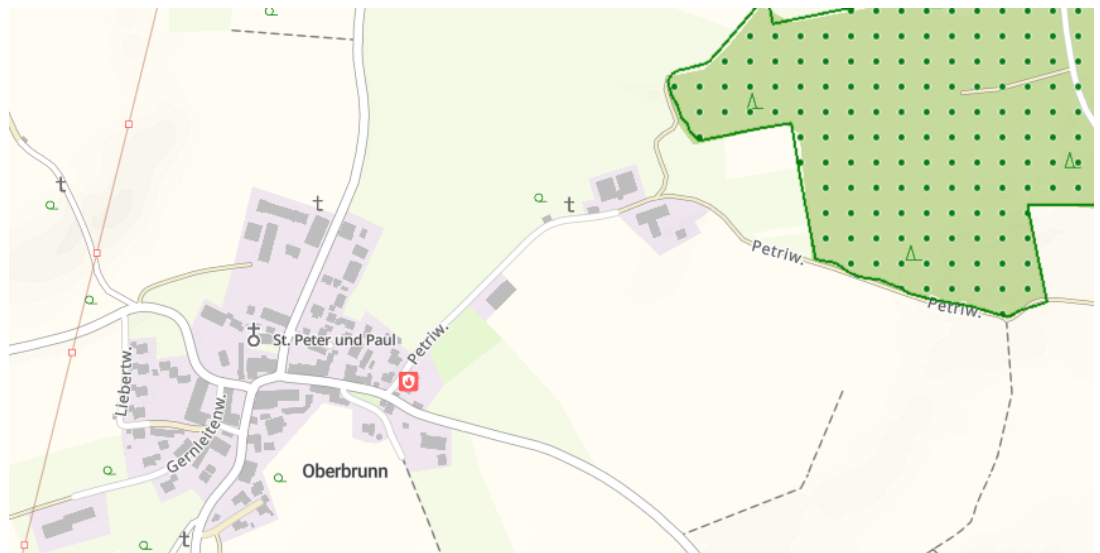 Petriw.
Petriw.
St. Peter und Paul
Petriw.
Liebertw.
Gernleitenw.
Oberbrunn